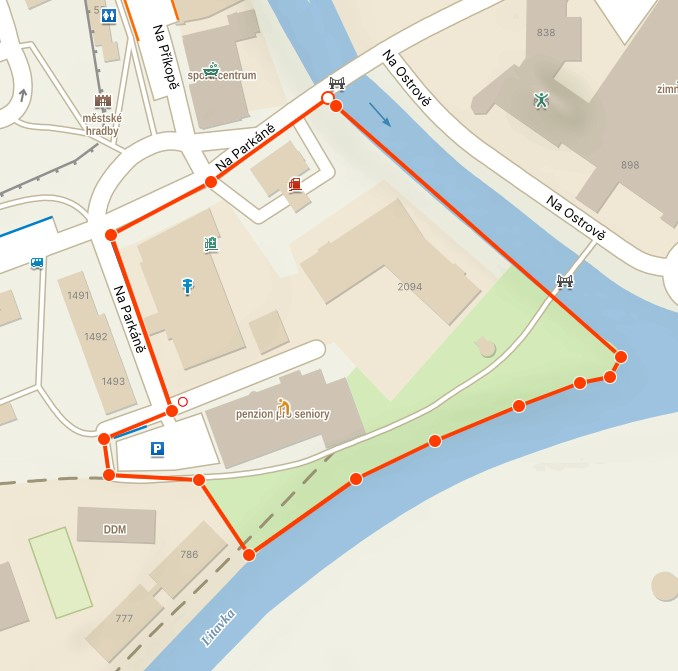 838
Na Příkopě
Na Ostrově
sport centrum
zimní
městské
hradby
Na Parkáně
898
Na Ostrově
2094
1491
Na Parkáně
1492
1493
penzion pro seniory
P
DDM
786
777
Litavka